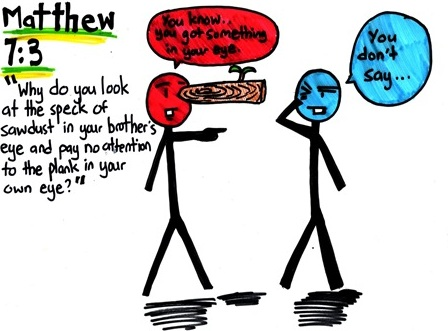 Matthew
7:3
"Why do you look
at the speck of
sawdust in your brother's
eye and pay no attention
to the plank in your
own eye?"
You know..
you got something
in your eye.
You
don't
say...